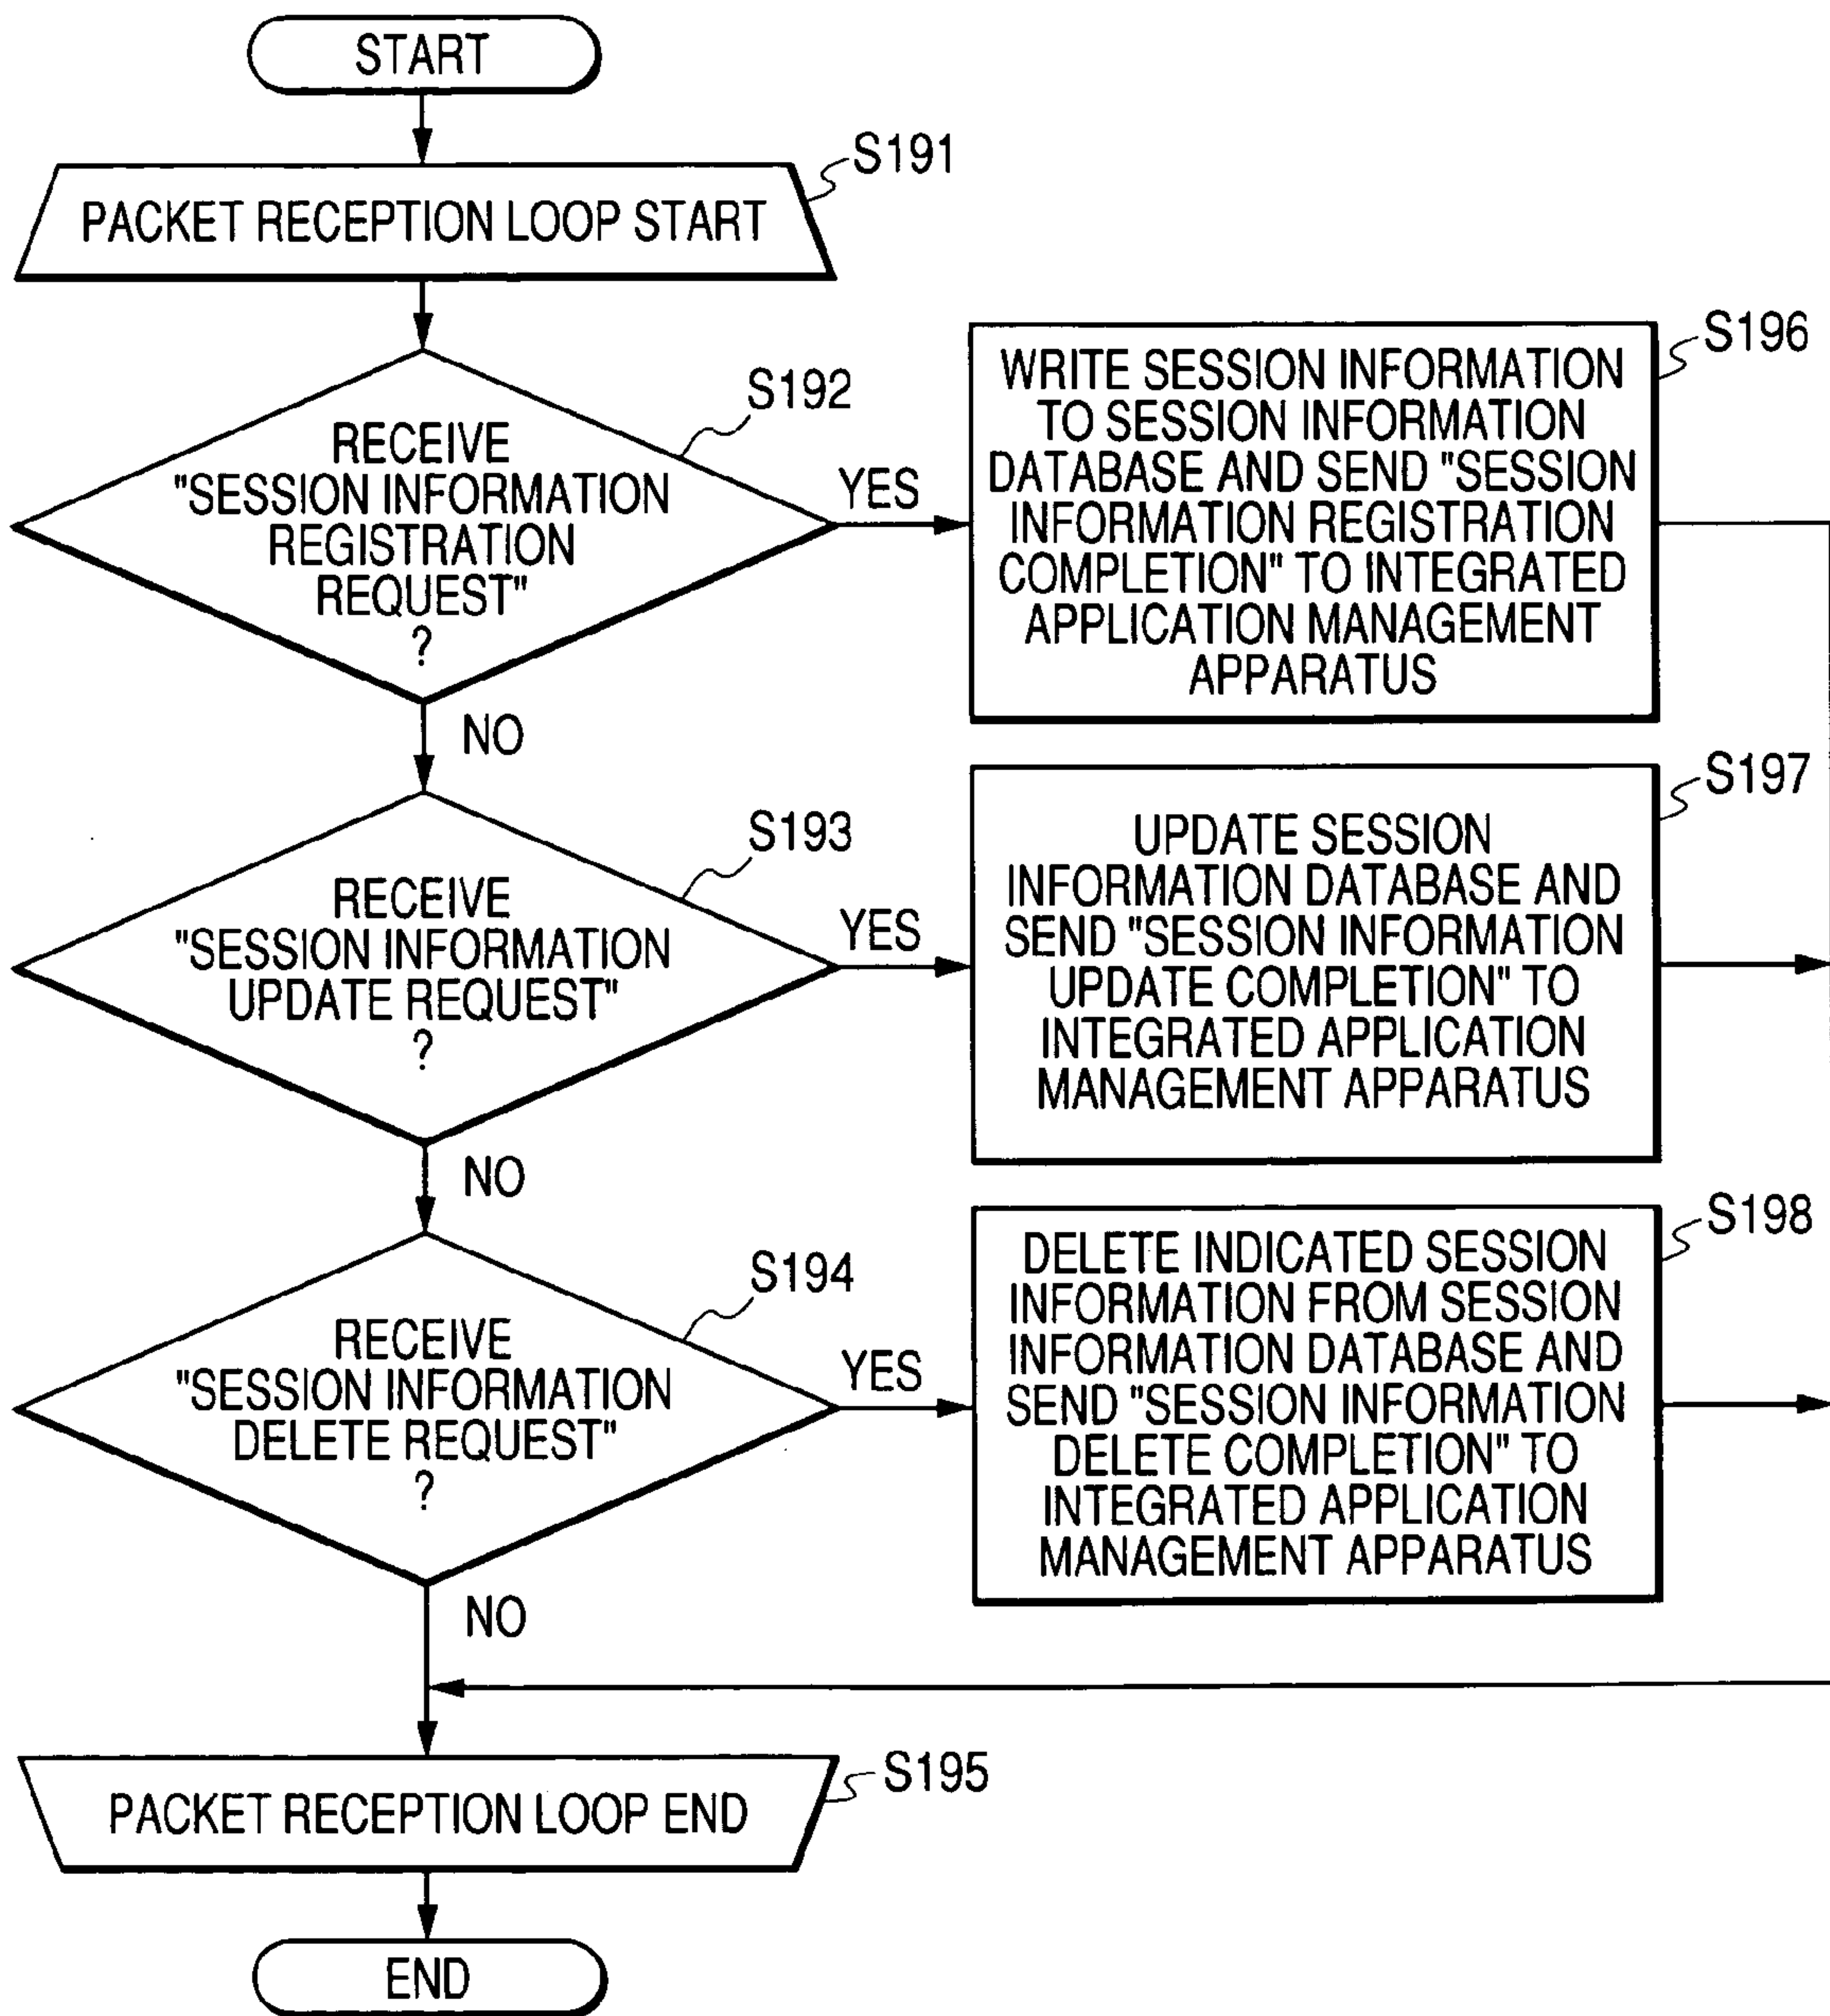 START
S191
PACKET RECEPTION LOOP START
S192
RECEIVE
"SESSION INFORMATION
REGISTRATION
REQUEST"
?
YES
NO
S196
WRITE SESSION INFORMATION
TO SESSION INFORMATION
DATABASE AND SEND "SESSION
INFORMATION REGISTRATION
COMPLETION" TO INTEGRATED
APPLICATION MANAGEMENT
APPARATUS
S193
RECEIVE
"SESSION INFORMATION
UPDATE REQUEST"
?
YES
NO
S197
UPDATE SESSION
INFORMATION DATABASE AND
SEND "SESSION INFORMATION
UPDATE COMPLETION" TO
INTEGRATED APPLICATION
MANAGEMENT APPARATUS
S194
RECEIVE
"SESSION INFORMATION
DELETE REQUEST"
?
YES
NO
S198
DELETE INDICATED SESSION
INFORMATION FROM SESSION
INFORMATION DATABASE AND
SEND "SESSION INFORMATION
DELETE COMPLETION" TO
INTEGRATED APPLICATION
MANAGEMENT APPARATUS
S195
PACKET RECEPTION LOOP END
END